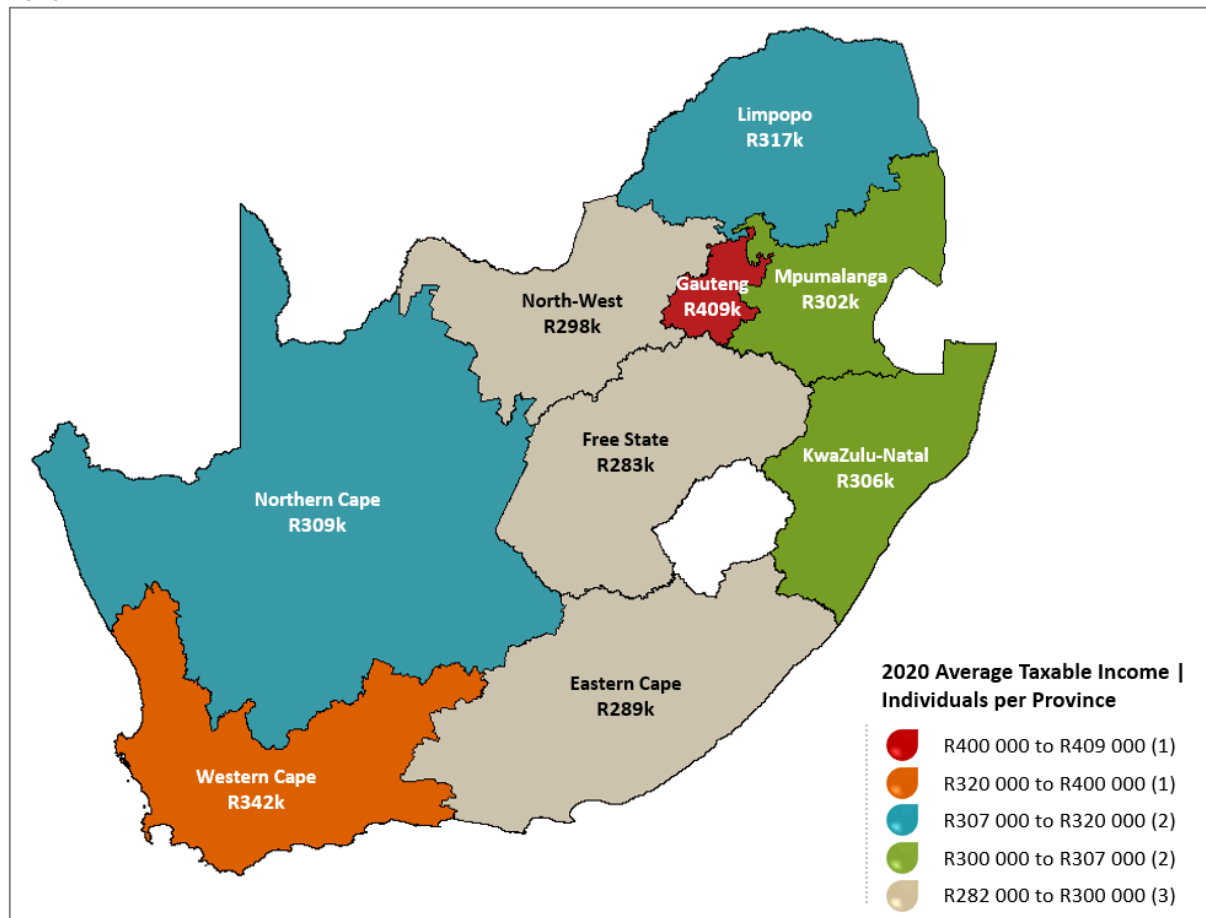 Limpopo
R317k
Gauteng
R409k
Mpumalanga
R302k
North-West
R298k
Free State
R283k
KwaZulu-Natal
R306k
Northern Cape
R309k
Eastern Cape
R289k
Western Cape
R342k
2020 Average Taxable Income |
Individuals per Province
R400 000 to R409 000 (1)
R320 000 to R400 000 (1)
R307 000 to R320 000 (2)
R300 000 to R307 000 (2)
R282 000 to R300 000 (3)